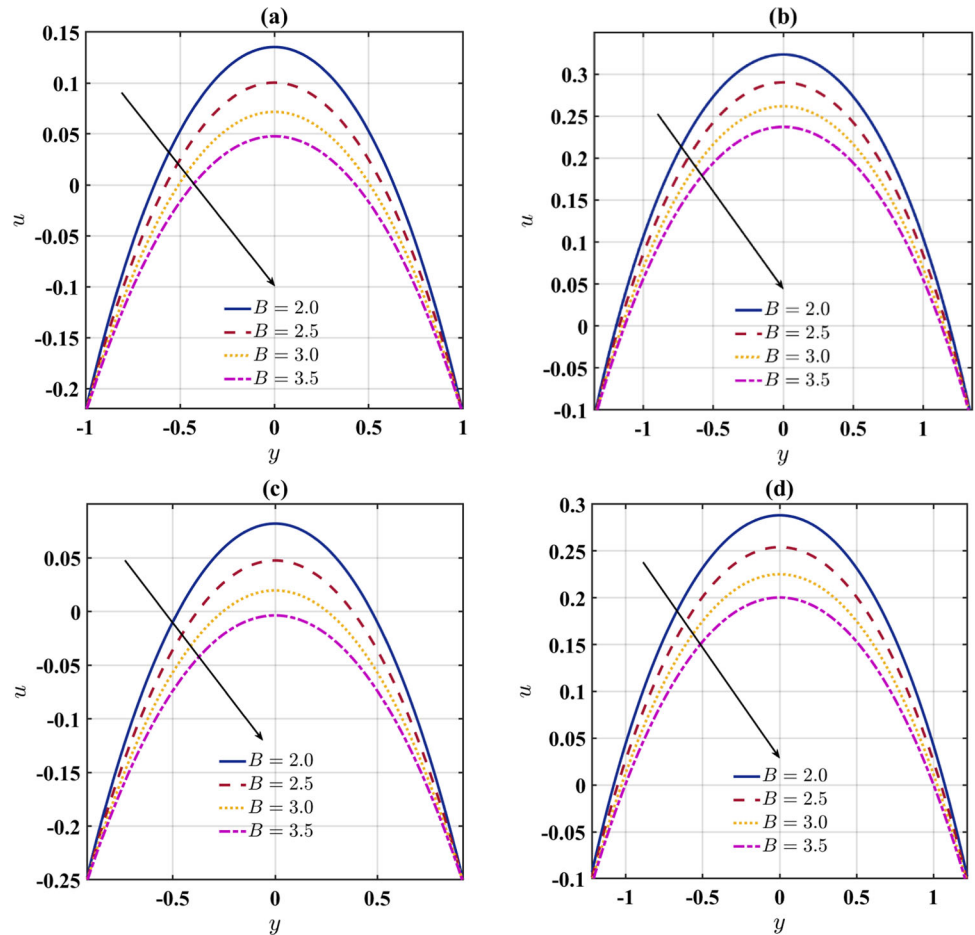 (a)
0.15
0.1
0.05
0
-0.05
-0.1
-0.15
-0.2
u
-1 -0.5 0 0.5 1
y
B = 2.0
B = 2.5
B = 3.0
B = 3.5
(b)
0.3
0.25
0.2
0.15
0.1
0.05
0
-0.05
-0.1
u
-1 -0.5 0 0.5 1
y
B = 2.0
B = 2.5
B = 3.0
B = 3.5
(c)
0.05
0
-0.05
-0.1
-0.15
-0.2
-0.25
u
-0.5 0 0.5
y
B = 2.0
B = 2.5
B = 3.0
B = 3.5
(d)
0.3
0.25
0.2
0.15
0.1
0.05
0
-0.05
-0.1
u
-1 -0.5 0 0.5 1
y
B = 2.0
B = 2.5
B = 3.0
B = 3.5